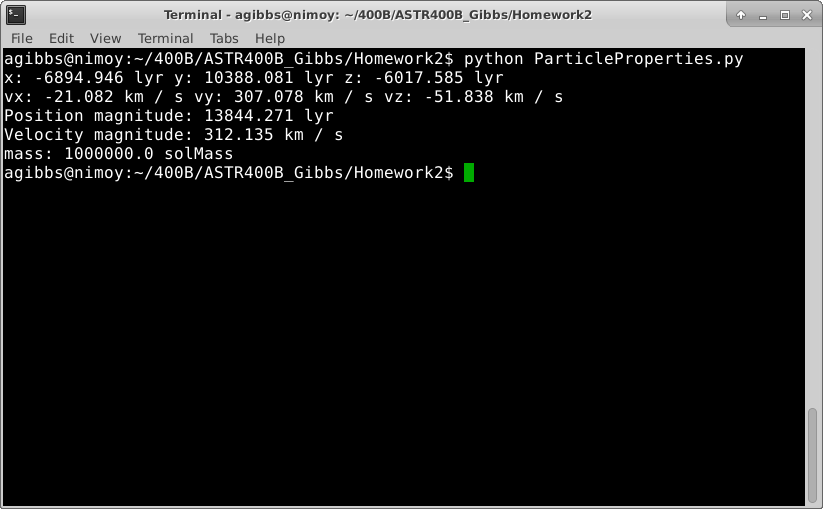 Terminal - agibbs@nimoy: ~/400B/ASTR400B_Gibbs/Homework2
File Edit View Terminal Tabs Help
agibbs@nimoy:~/400B/ASTR400B_Gibbs/Homework2$ python ParticleProperties.py
x: -6894.946 lyr y: 10388.081 lyr z: -6017.585 lyr
vx: -21.082 km / s vy: 307.078 km / s vz: -51.838 km / s
Position magnitude: 13844.271 lyr
Velocity magnitude: 312.135 km / s
mass: 1000000.0 solMass
agibbs@nimoy:~/400B/ASTR400B_Gibbs/Homework2$